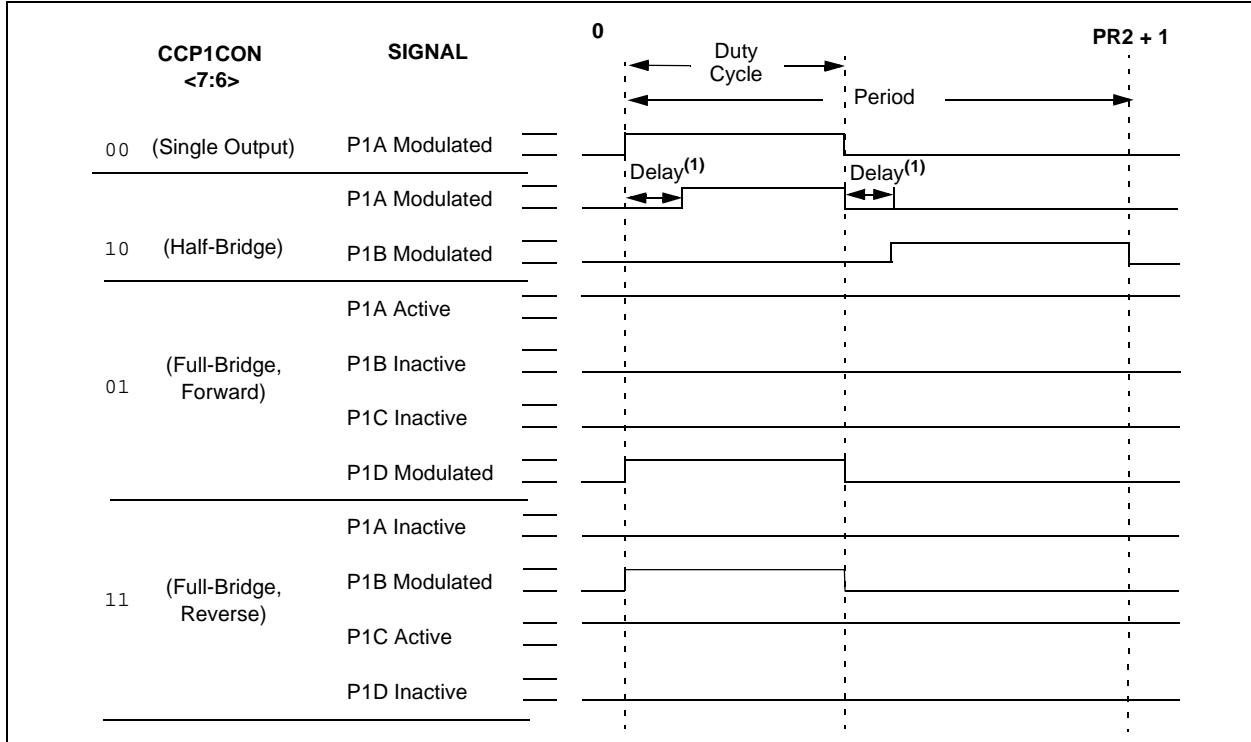 0
PR2 + 1
CCP1CON
<7:6>
SIGNAL
Duty
Cycle
Period
00 (Single Output) P1A Modulated
Delay(1) Delay(1)
P1A Modulated
10 (Half-Bridge) P1B Modulated
P1A Active
01 (Full-Bridge,
Forward)
P1B Inactive
P1C Inactive
P1D Modulated
P1A Inactive
11 (Full-Bridge,
Reverse)
P1B Modulated
P1C Active
P1D Inactive